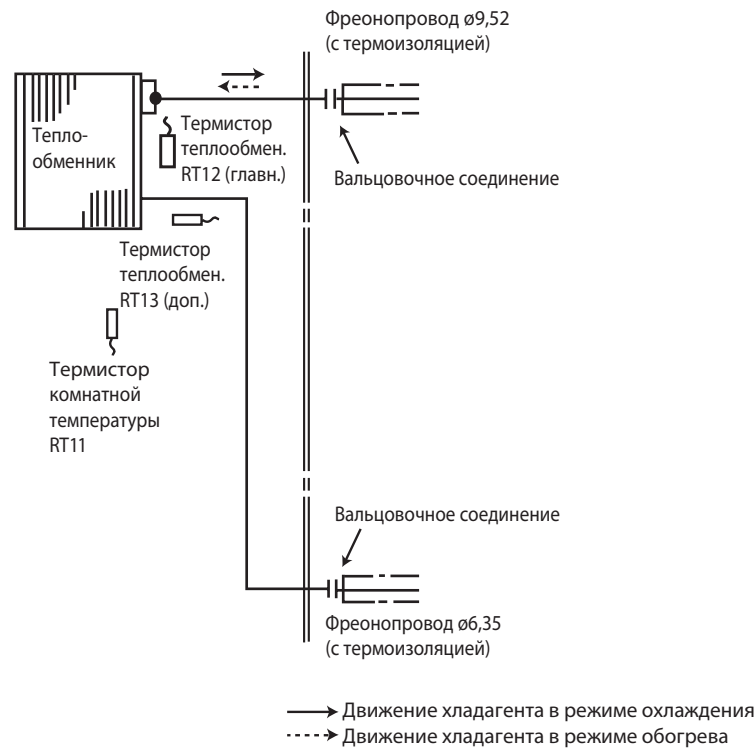 Фреонопровод ø9,52
(с термоизоляцией)
Тепло-
обменник
Термистор
теплообмен.
RT12 (главн.)
Вальцовочное соединение
Термистор
теплообмен.
RT13 (доп.)
Термистор
комнатной
температуры
RT11
Вальцовочное соединение
Фреонопровод ø6,35
(с термоизоляцией)
Движение хладагента в режиме охлаждения
Движение хладагента в режиме обогрева